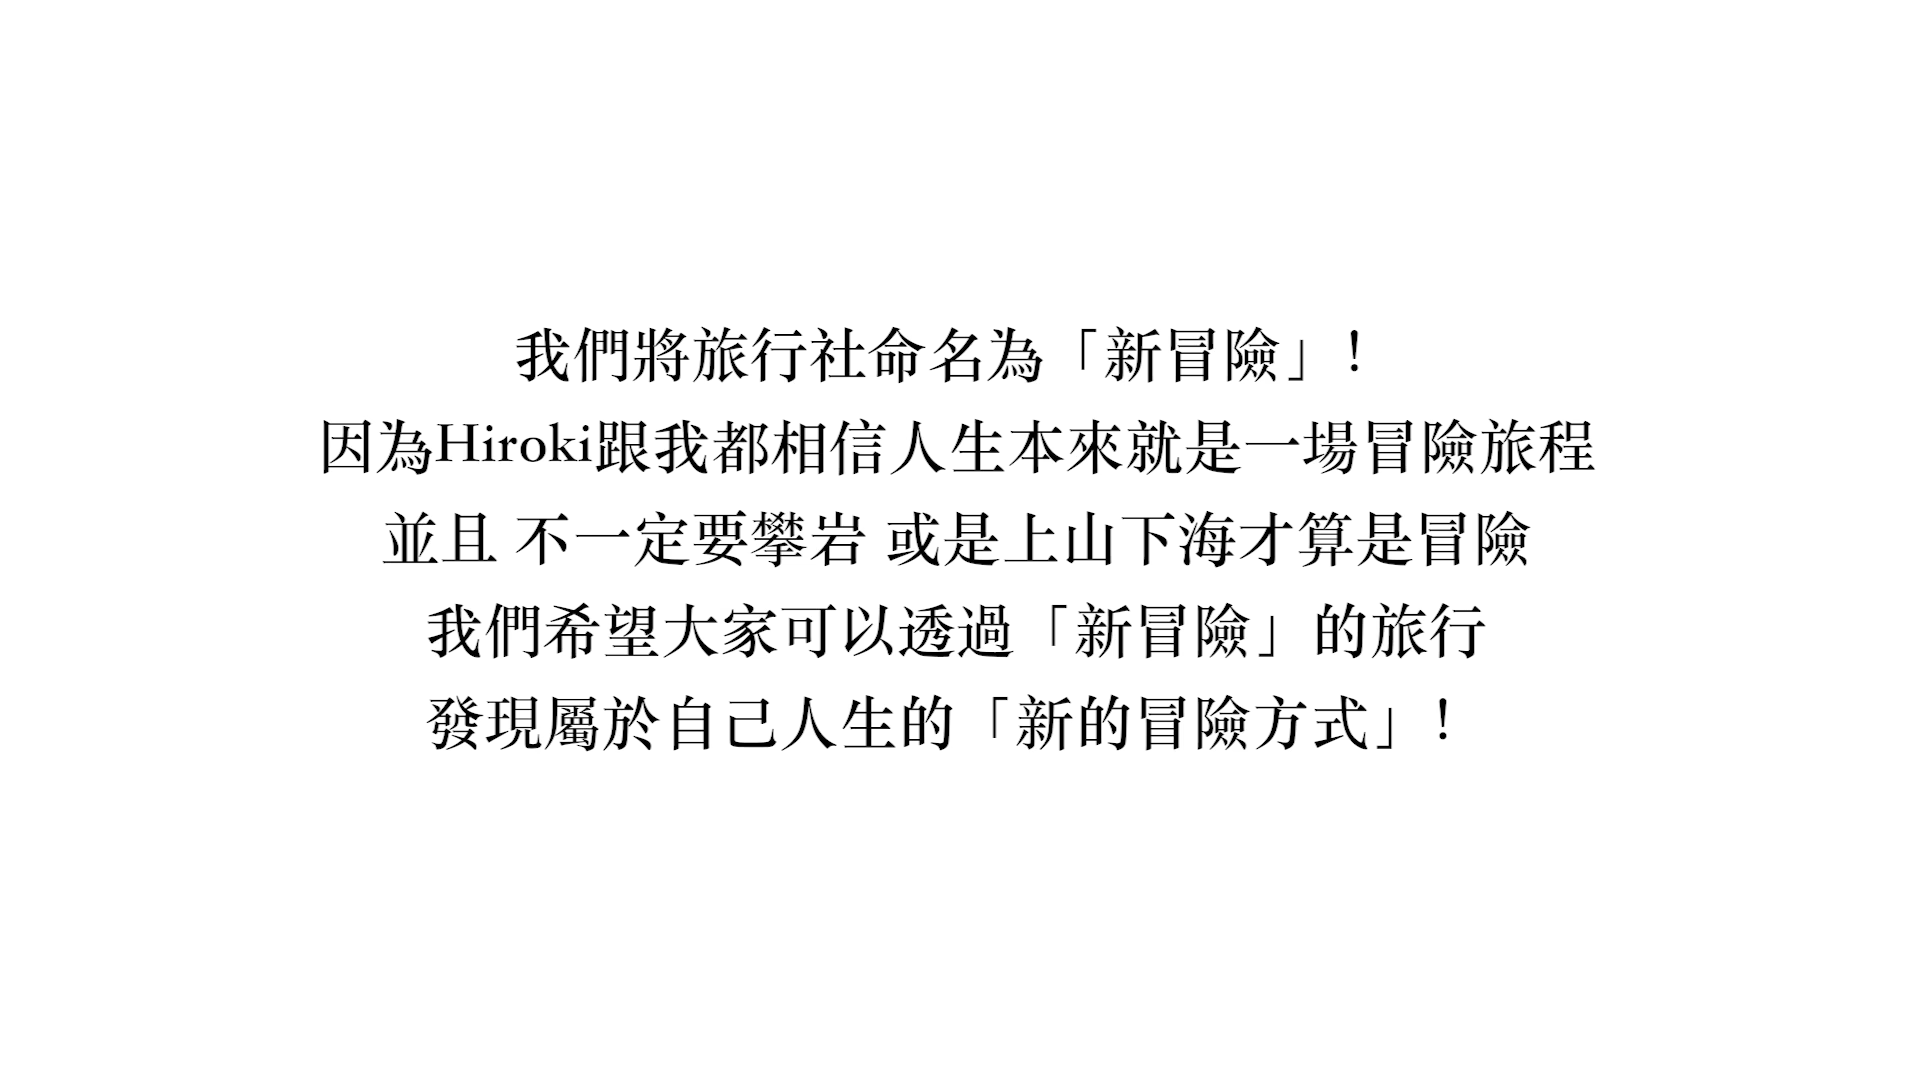 我們將旅行社命名為「新冒險」！
因為Hiroki跟我都相信人生本來就是一場冒險旅程
並且 不一定要攀岩 或是上山下海才算是冒險
我們希望大家可以透過「新冒險」的旅行
發現屬於自己人生的「新的冒險方式」！